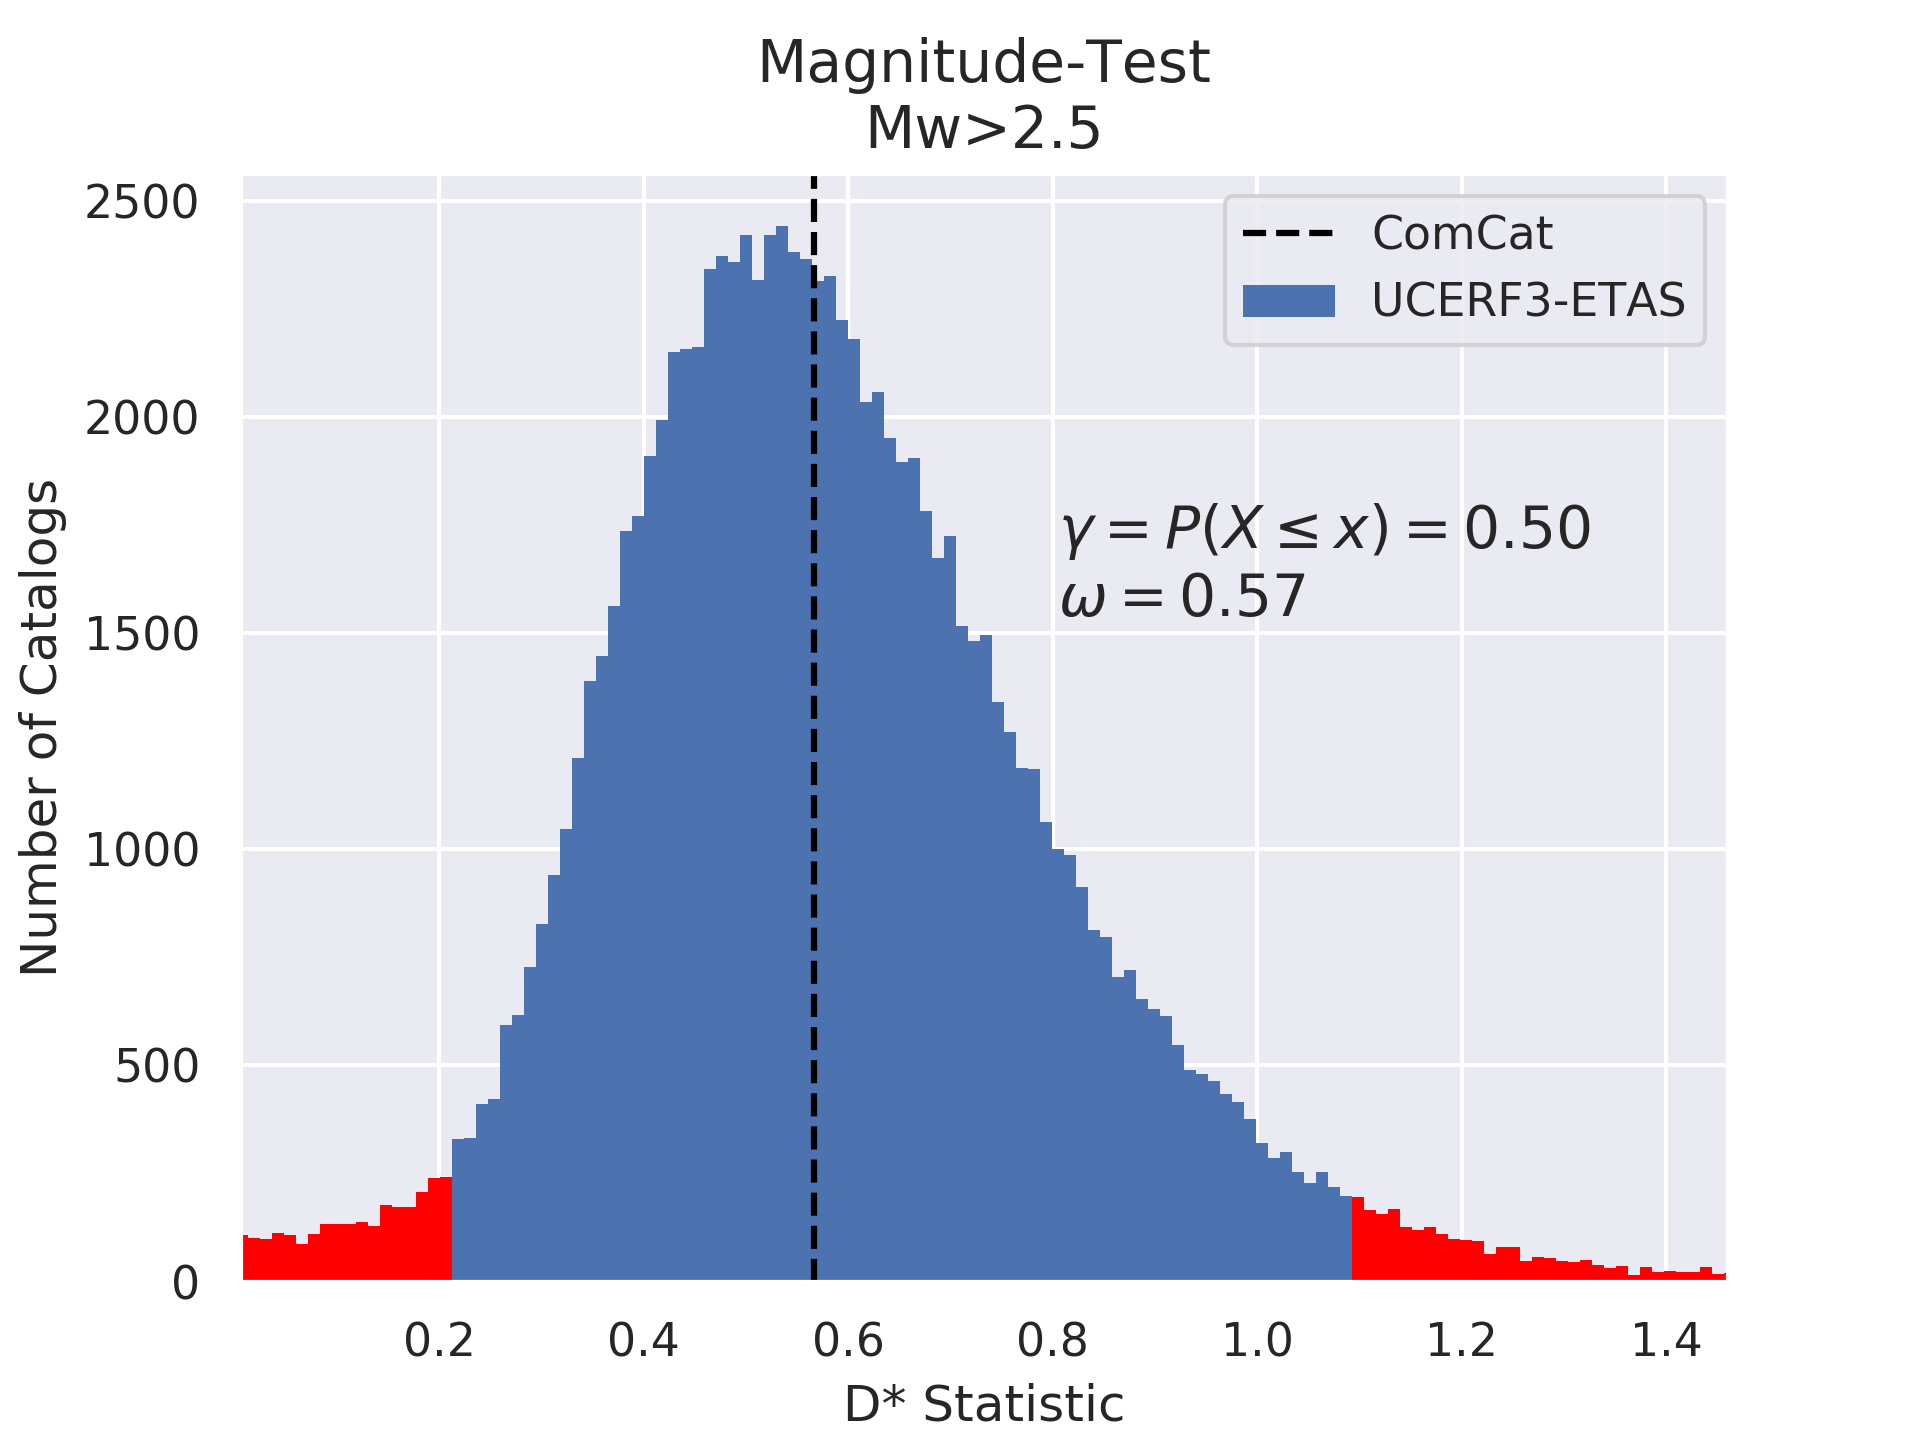 Magnitude-Test
Mw>2.5
2500
2000
1500
1000
500
0
Number of Catalogs
ComCat
UCERF3-ETAS
γ = P(X ≤ x) = 0.50
ω = 0.57
0.2 0.4 0.6 0.8 1.0 1.2 1.4
D* Statistic